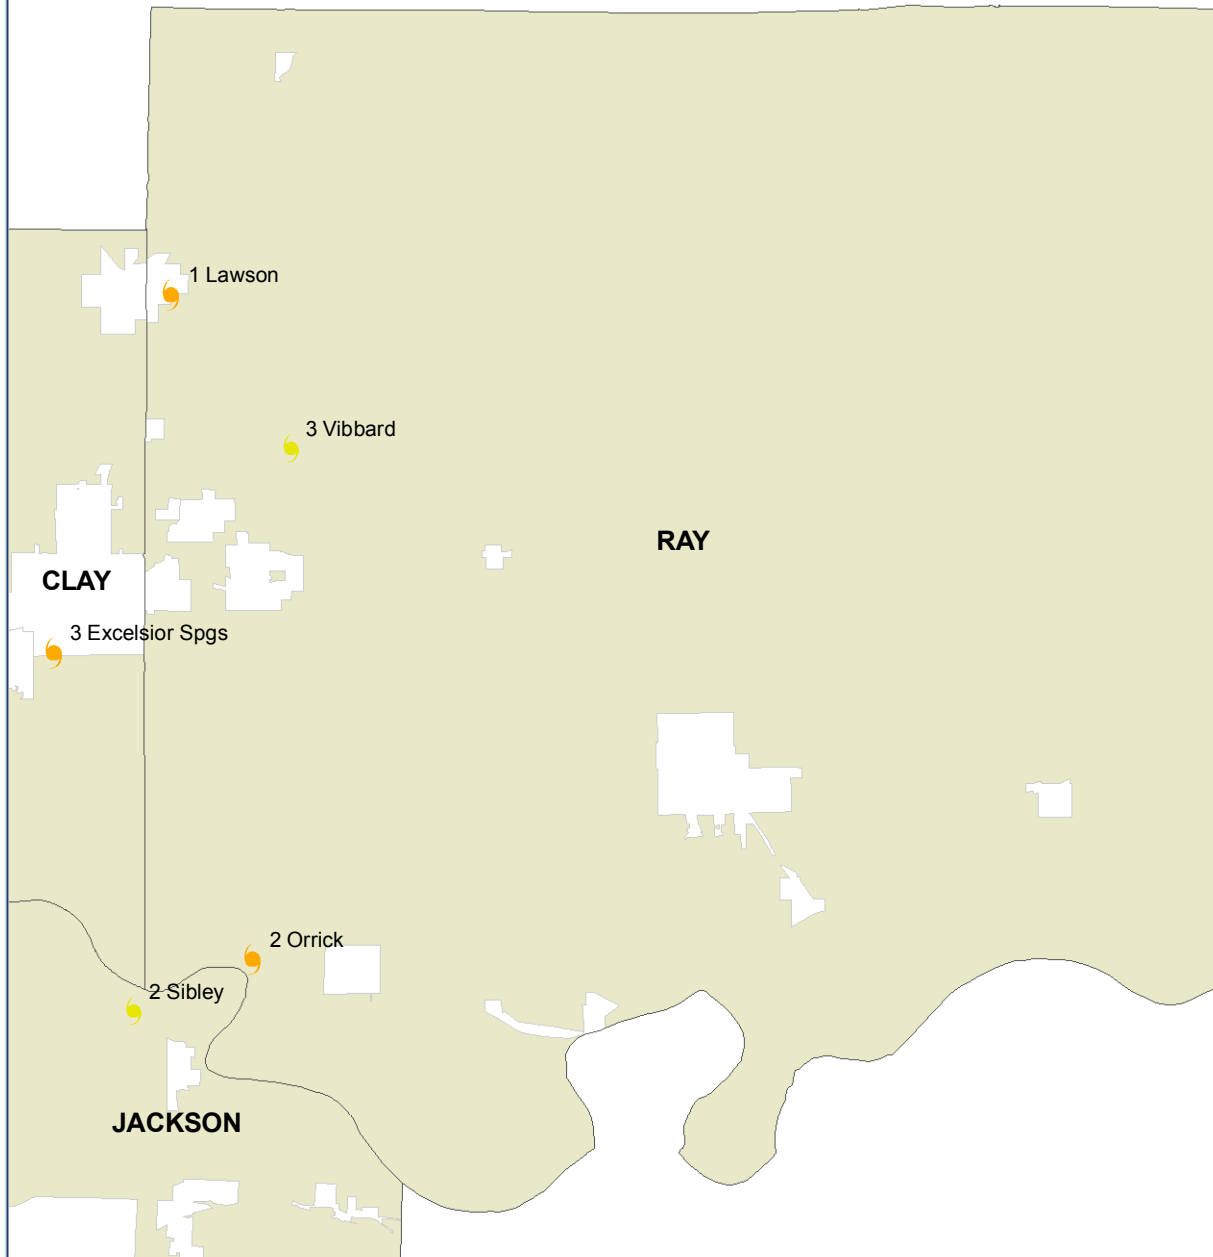 1 Lawson
3 Vibbard
RAY
CLAY
3 Excelsior Spgs
2 Orrick
2 Sibley
JACKSON